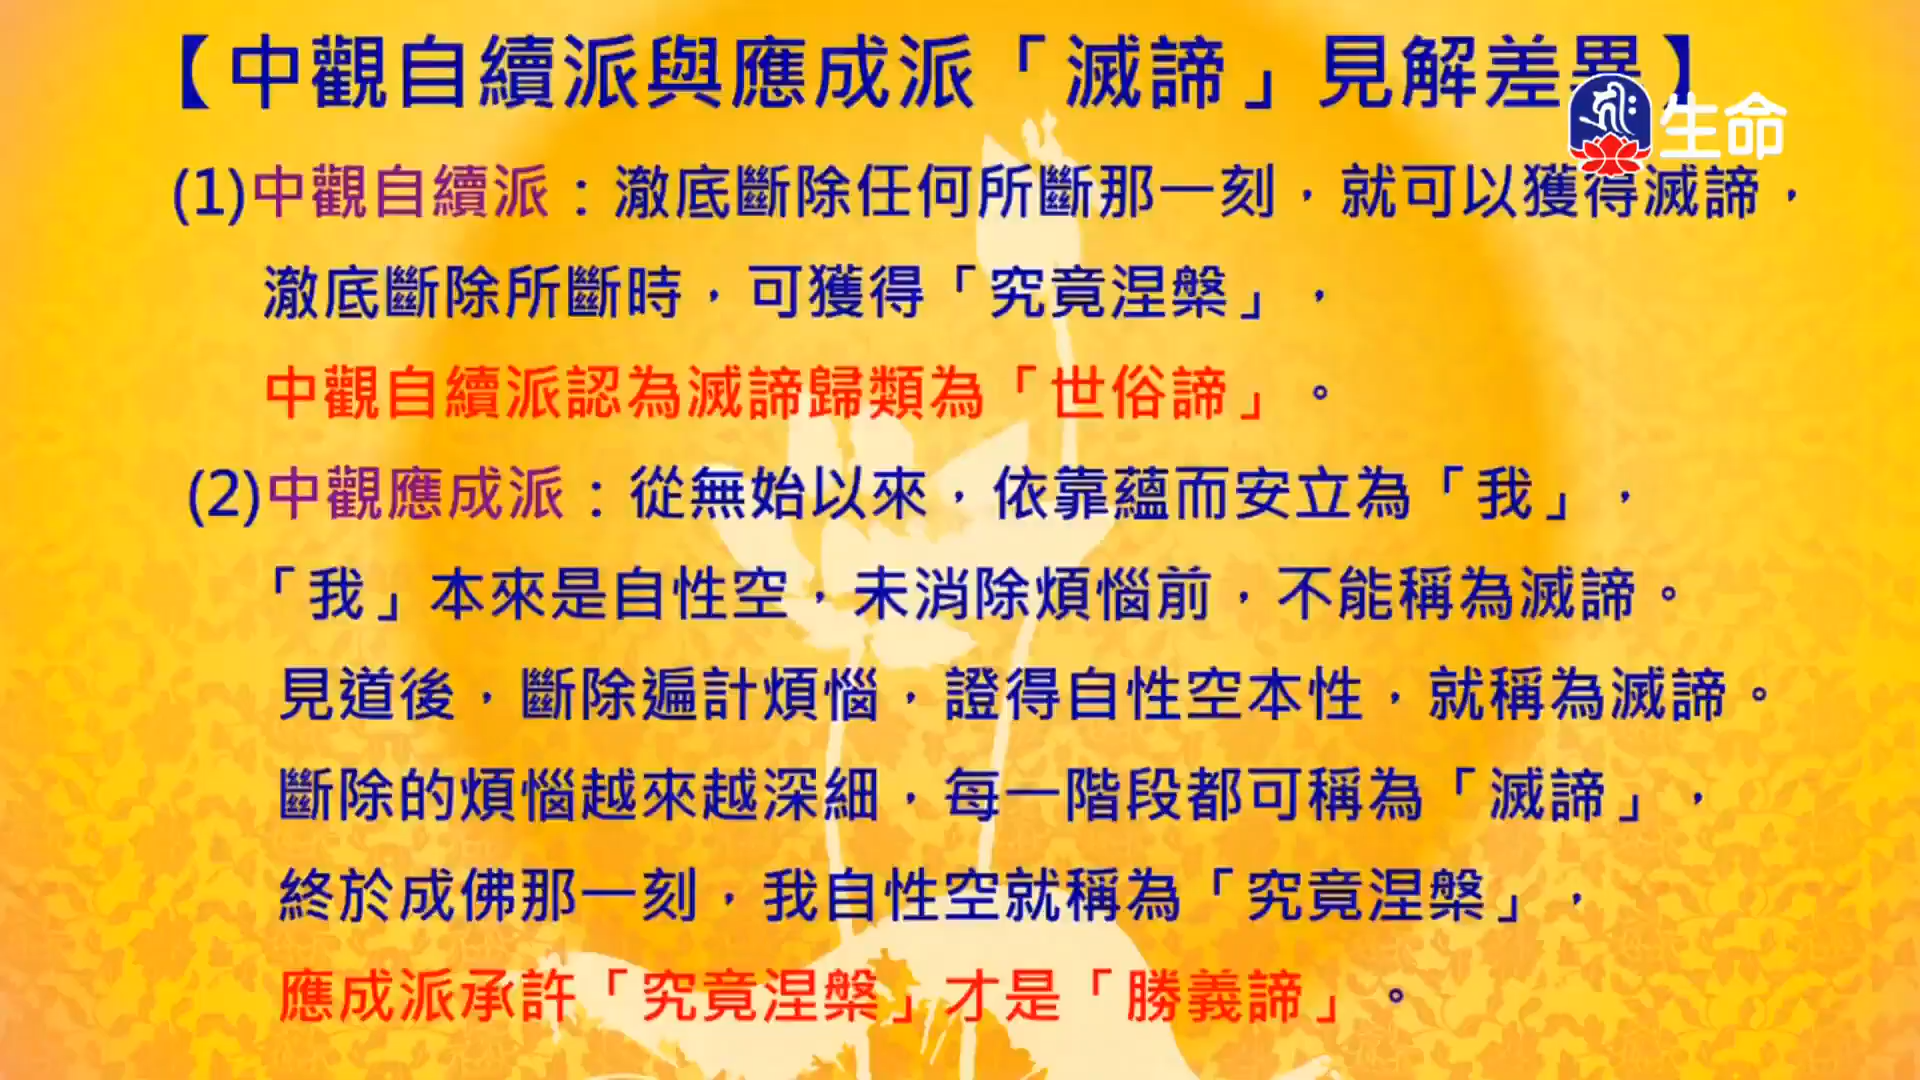 【中觀自續派與應成派「滅諦」見解差異】
生命
(1)中觀自續派：澈底斷除任何所斷那一刻，就可以獲得滅諦，
澈底斷除所斷時，可獲得「究竟涅槃」，
中觀自續派認為滅諦歸類為「世俗諦」。
(2)中觀應成派：從無始以來，依靠蘊而安立為「我」，
「我」本來是自性空，未消除煩惱前，不能稱為滅諦。
見道後，斷除遍計煩惱，證得自性空本性，就稱為滅諦。
斷除的煩惱越來越深細，每一階段都可稱為「滅諦」，
終於成佛那一刻，我自性空就稱為「究竟涅槃」，
應成派承許「究竟涅槃」才是「勝義諦」。